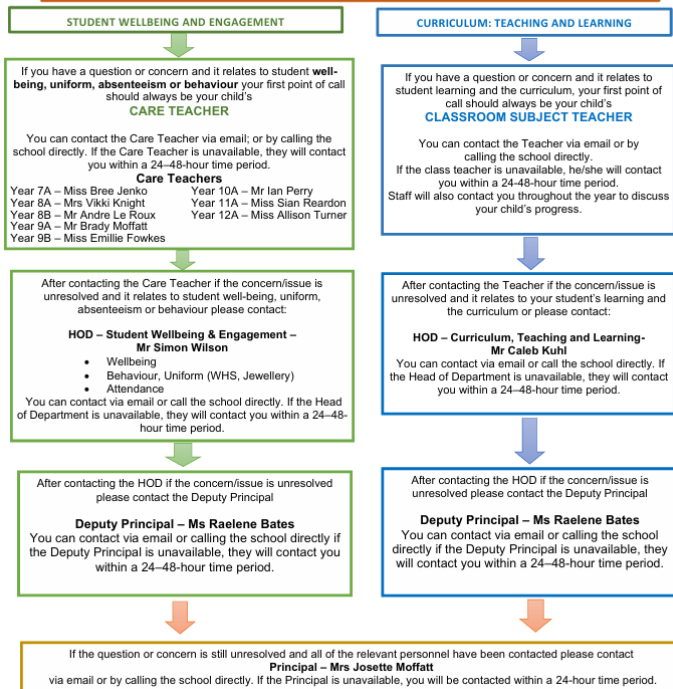 STUDENT WELLBEING AND ENGAGEMENT
If you have a question or concern and it relates to student well-
being, uniform, absenteeism or behaviour your first point of call
should always be your child's
CARE TEACHER
You can contact the Care Teacher via email; or by calling the
school directly. If the Care Teacher is unavailable, they will contact
you within a 24–48-hour time period.
Care Teachers
Year 7A – Miss Bree Jenko
Year 8A – Mrs Vikki Knight
Year 8B – Mr Andre Le Roux
Year 9A – Mr Brady Moffatt
Year 9B – Miss Emillie Fowkes
Year 10A – Mr Ian Perry
Year 11A – Miss Sian Reardon
Year 12A – Miss Allison Turner
After contacting the Care Teacher if the concern/issue is
unresolved and it relates to student well-being, uniform,
absenteeism or behaviour please contact:
HOD – Student Wellbeing & Engagement –
Mr Simon Wilson
• Wellbeing
• Behaviour, Uniform (WHS, Jewellery)
• Attendance
You can contact via email or call the school directly. If the Head
of Department is unavailable, they will contact you within a 24–48-
hour time period.
After contacting the HOD if the concern/issue is unresolved
please contact the Deputy Principal
Deputy Principal – Ms Raelene Bates
You can contact via email or calling the school directly if
the Deputy Principal is unavailable, they will contact you
within a 24–48-hour time period.
CURRICULUM: TEACHING AND LEARNING
If you have a question or concern and it relates to
student learning and the curriculum, your first point of
call should always be your child's
CLASSROOM SUBJECT TEACHER
You can contact the Teacher via email or by
calling the school directly.
If the class teacher is unavailable, he/she will contact
you within a 24-48-hour time period.
Staff will also contact you throughout the year to discuss
your child's progress.
After contacting the Teacher if the concern/issue is
unresolved and it relates to your student's learning and
the curriculum or please contact:
HOD – Curriculum, Teaching and Learning-
Mr Caleb Kuhl
You can contact via email or call the school directly. If
the Head of Department is unavailable, they will contact
you within a 24–48-hour time period.
After contacting the HOD if the concern/issue is
unresolved please contact the Deputy Principal
Deputy Principal – Ms Raelene Bates
You can contact via email or calling the school
directly if the Deputy Principal is unavailable, they
will contact you within a 24–48-hour time period.
If the question or concern is still unresolved and all of the relevant personnel have been contacted please contact
Principal – Mrs Josette Moffatt
via email or by calling the school directly. If the Principal is unavailable, you will be contacted within a 24-hour time period.